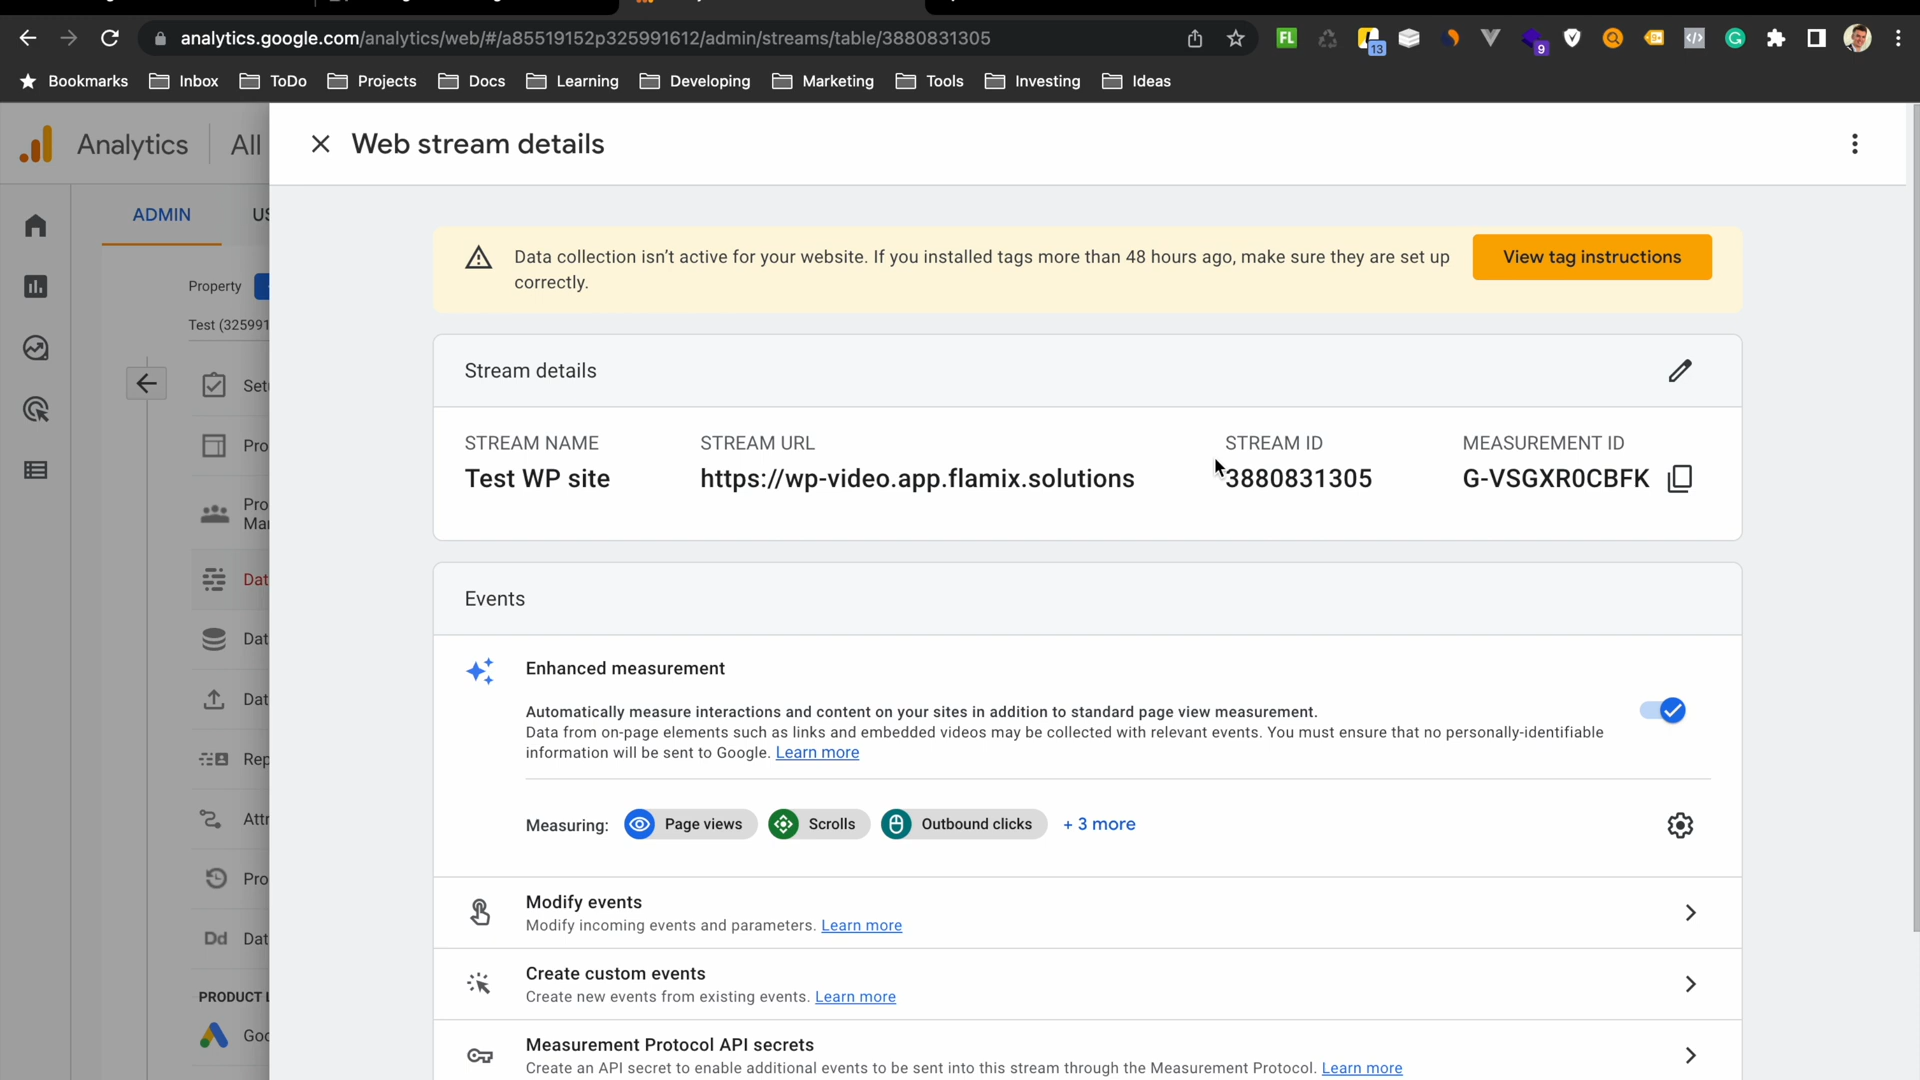 analytics.google.com/analytics/web/#/a85519152p325991612/admin/streams/table/3880831305
FL
13
9
Bookmarks
Inbox
ToDo
Projects
Docs
Learning
Developing
Marketing
Tools
Investing
Ideas
Analytics
All
Web stream details
ADMIN
Property
Test (325991
Data collection isn't active for your website. If you installed tags more than 48 hours ago, make sure they are set up
correctly.
View tag instructions
Stream details
STREAM NAME
STREAM URL
STREAM ID
MEASUREMENT ID
Test WP site
https://wp-video.app.flamix.solutions
3880831305
G-VSGXR0CBFK
Events
Enhanced measurement
Automatically measure interactions and content on your sites in addition to standard page view measurement.
Data from on-page elements such as links and embedded videos may be collected with relevant events. You must ensure that no personally-identifiable
information will be sent to Google. Learn more
Measuring:
Page views
Scrolls
Outbound clicks
+ 3 more
Modify events
Modify incoming events and parameters. Learn more
Create custom events
Create new events from existing events. Learn more
Measurement Protocol API secrets
Create an API secret to enable additional events to be sent into this stream through the Measurement Protocol. Learn more
Dd